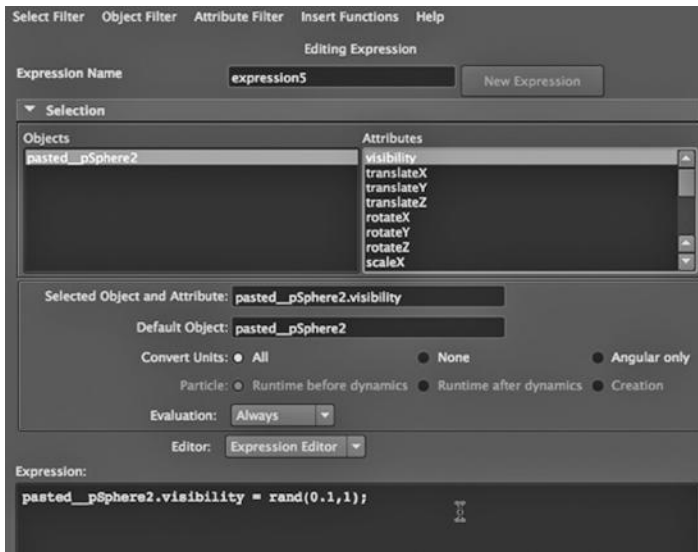 Select Filter Object Filter Attribute Filter Insert Functions Help
Editing Expression
Expression Name expression5 New Expression
Selection
Objects Attributes
pasted__pSphere2 visibility
translateX
translateY
translateZ
rotateX
rotateY
rotateZ
scaleX
Selected Object and Attribute: pasted__pSphere2.visibility
Default Object: pasted__pSphere2
Convert Units: All None Angular only
Particle: Runtime before dynamics Runtime after dynamics Creation
Evaluation: Always
Editor: Expression Editor
Expression:
pasted__pSphere2.visibility = rand(0.1,1);